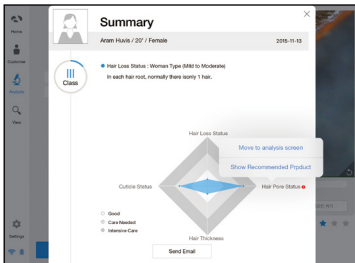 Summary
Aram Huvis / 20" / Female
2015-11-13
Home
Customer
View
Settings
III
Class
Hair Loss Status : Woman Type (Mild to Moderate)
In each hair root, normally there isonly 1 hair.
Hair Loss Status
Move to analysis screen
Show Recommended Prpduct
Cuticle Status
Hair Pore Status
Good
Care Needed
Intensive Care
Hair Thickness
Send Email